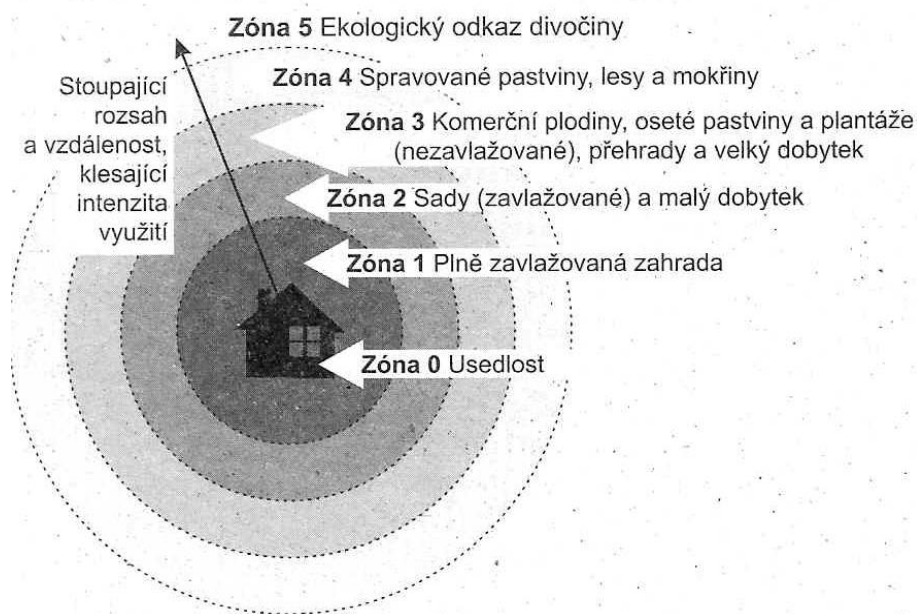 Zóna 5 Ekologický odkaz divočiny
Zóna 4 Spravované pastviny, lesy a mokřiny
Stoupající
rozsah
a vzdálenost,
klesající
intenzita
využití
Zóna 3 Komerční plodiny, oseté pastviny a plantáže
(nezavlažované), přehrady a velký dobytek
Zóna 2 Sady (zavlažované) a malý dobytek
Zóna 1 Plně zavlažovaná zahrada
Zóna 0 Usedlost